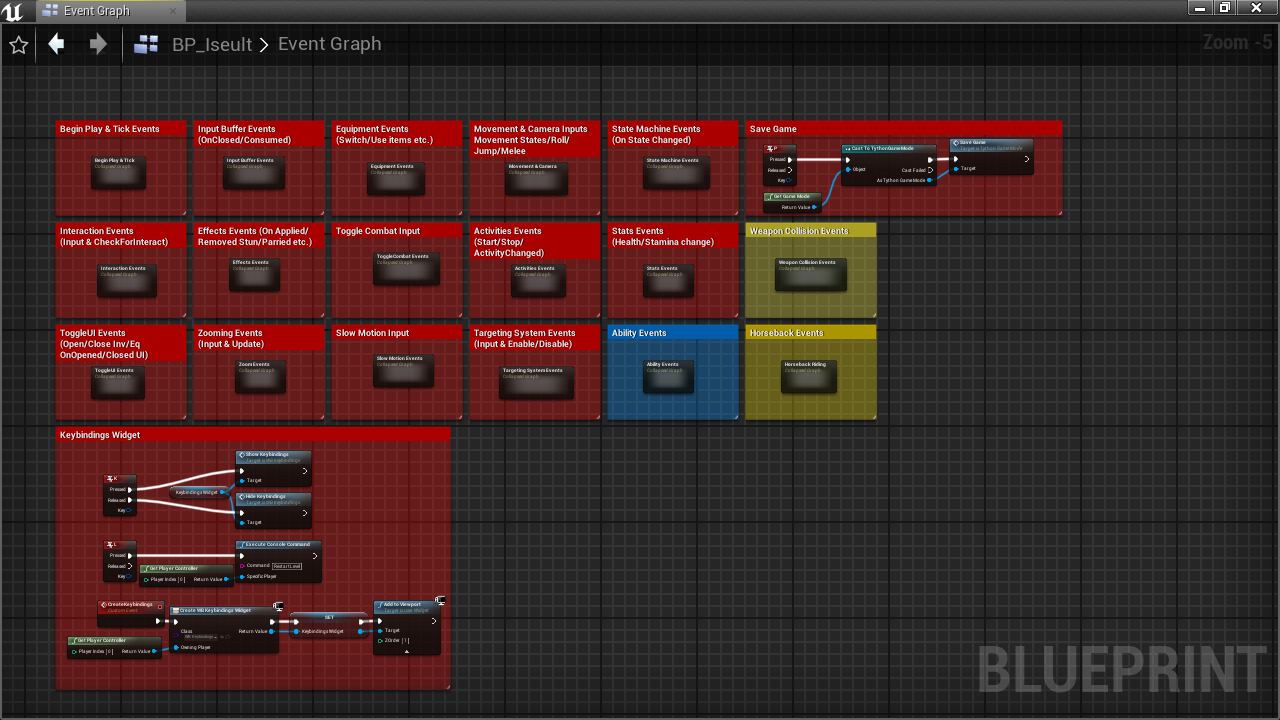 Event Graph
BP_Iseult > Event Graph
Zoom -5
Begin Play & Tick Events
Begin Play & Tick
Collapsed Graph
Input Buffer Events
(OnClosed/Consumed)
Input Buffer Events
Collapsed Graph
Equipment Events
(Switch/Use items etc.)
Equipment Events
Collapsed Graph
Movement & Camera Inputs
Movement States/Roll/
Jump/Melee
Movement & Camera
Collapsed Graph
State Machine Events
(On State Changed)
State Machine Events
Collapsed Graph
Save Game
P
Pressed
Released
Key
Get Game Mode
Return Value
Cast To TythonGameMode
Object
Cast Failed
As Tython Game Mode
Save Game
Target is Tython Game Mode
Target
Interaction Events
(Input & CheckForInteract)
Interaction Events
Collapsed Graph
Effects Events (On Applied/
Removed Stun/Parried etc.)
Effects Events
Collapsed Graph
Toggle Combat Input
ToggleCombat Events
Collapsed Graph
Activities Events
(Start/Stop/
ActivityChanged)
Activities Events
Collapsed Graph
Stats Events
(Health/Stamina change)
Stats Events
Collapsed Graph
Weapon Collision Events
Weapon Collision Events
Collapsed Graph
ToggleUI Events
(Open/Close Inv/Eq
OnOpened/Closed UI)
ToggleUI Events
Collapsed Graph
Zooming Events
(Input & Update)
Zoom Events
Collapsed Graph
Slow Motion Input
Slow Motion Events
Collapsed Graph
Targeting System Events
(Input & Enable/Disable)
Targeting System Events
Collapsed Graph
Ability Events
Ability Events
Collapsed Graph
Horseback Events
Horseback Riding
Collapsed Graph
Keybindings Widget
K
Pressed
Released
Key
Keybindings Widget
Show Keybindings
Target is WB Keybindings
Target
Hide Keybindings
Target is WB Keybindings
Target
L
Pressed
Released
Key
Get Player Controller
Player Index [0]
Return Value
Execute Console Command
Command
RestartLevel
Specific Player
CreateKeybindings
Custom Event
Get Player Controller
Player Index [0]
Return Value
Create WB Keybindings Widget
Class
Return Value
Owning Player
SET
Keybindings Widget
Add to Viewport
Target is User Widget
Target
ZOrder [1]
BLUEPRINT